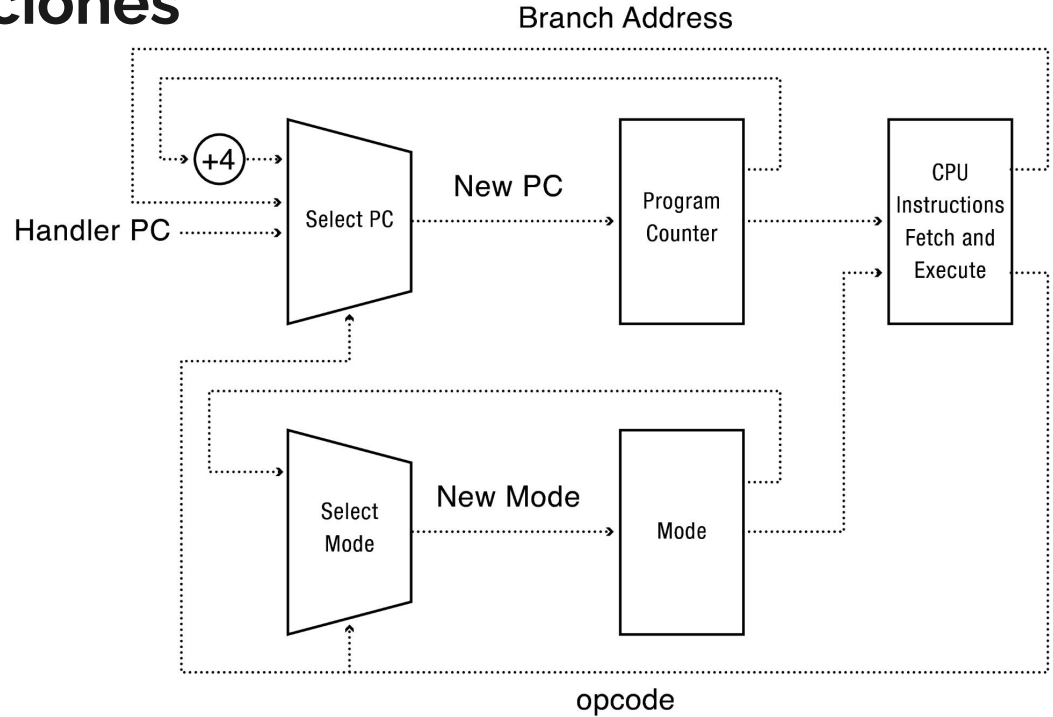 ciones
Branch Address
+4
Handler PC
Select PC
New PC
Program
Counter
CPU
Instructions
Fetch and
Execute
Select
Mode
New Mode
Mode
opcode